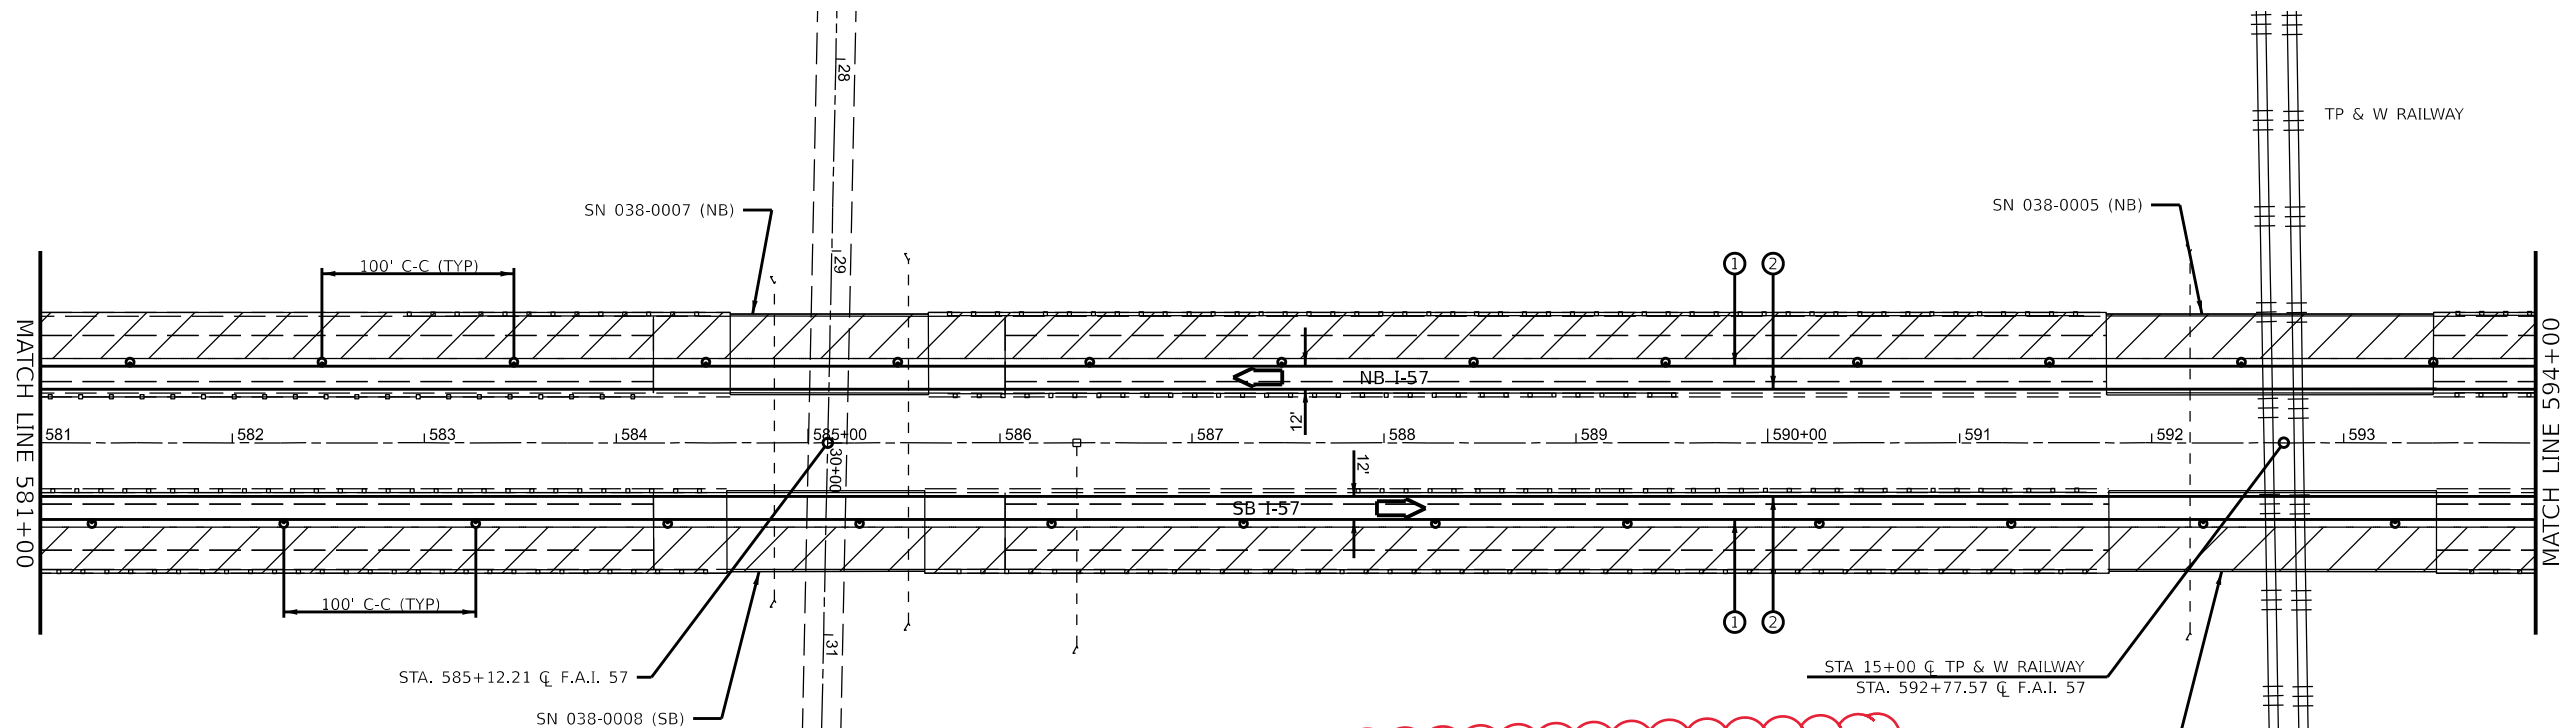 28
TP & W RAILWAY
SN 038-0007 (NB)
SN 038-0005 (NB)
29
100' C-C (TYP)
1 2
MATCH LINE 581+00
MATCH LINE 594+00
NB I-57
12'
581 582 583 584 585+00 586 587 588 589 590+00 591 592 593
30+00
12'
SB I-57
100' C-C (TYP)
1 2
31
STA. 585+12.21 ℄ F.A.I. 57
STA 15+00 ℄ TP & W RAILWAY
STA. 592+77.57 ℄ F.A.I. 57
SN 038-0008 (SB)